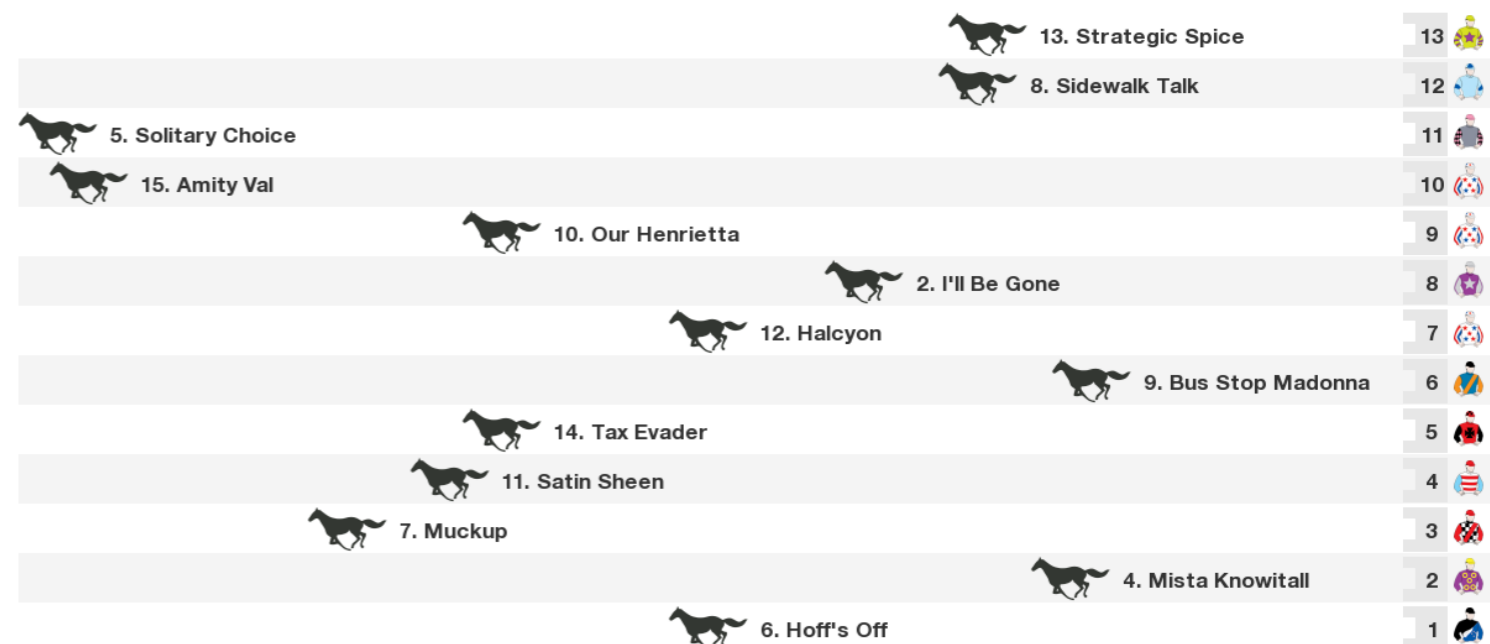 13. Strategic Spice 13
8. Sidewalk Talk 12
5. Solitary Choice 11
15. Amity Val 10
10. Our Henrietta 9
2. I'll Be Gone 8
12. Halcyon 7
9. Bus Stop Madonna 6
14. Tax Evader 5
11. Satin Sheen 4
7. Muckup 3
4. Mista Knowitall 2
6. Hoff's Off 1